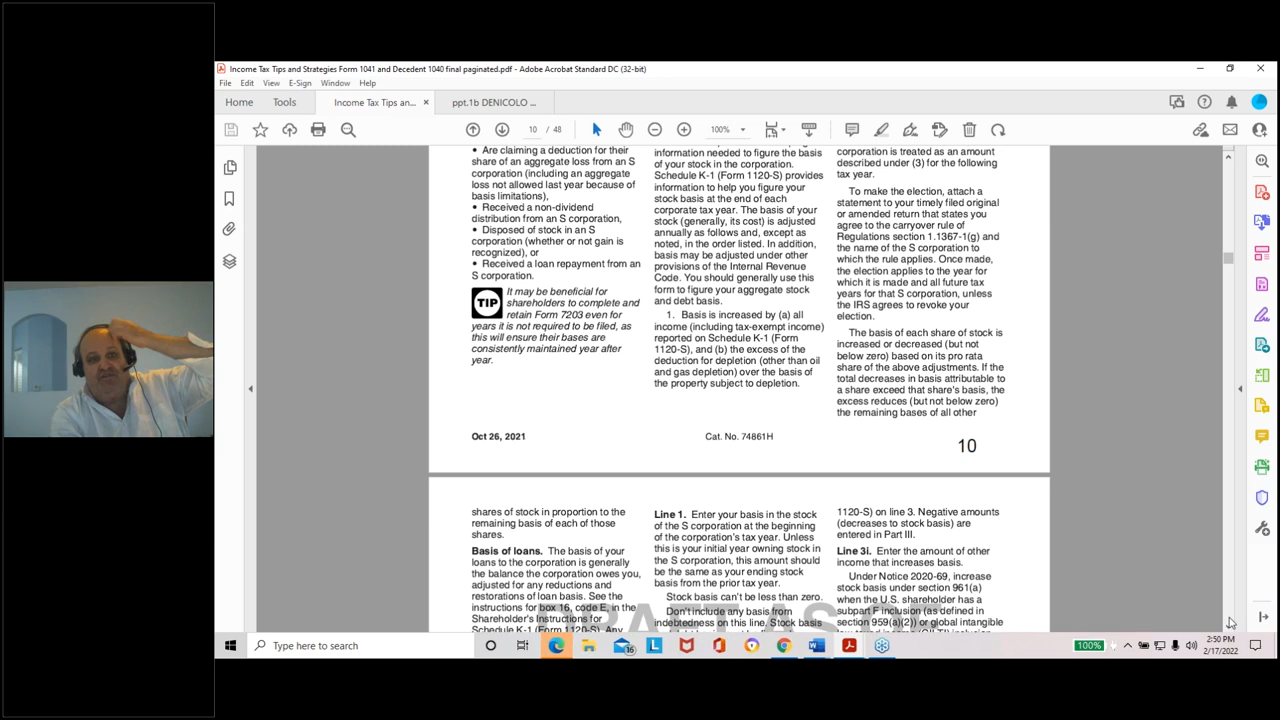 Income Tax Tips and Strategies Form 1041 and Decedent 1040 final paginated.pdf - Adobe Acrobat Standard DC (32-bit)
File Edit View E-Sign Window Help
Home Tools Income Tax Tips an... × ppt.1b DENICOLO ...
10 / 48 100%
• Are claiming a deduction for their
share of an aggregate loss from an S
corporation (including an aggregate
loss not allowed last year because of
basis limitations),
• Received a non-dividend
distribution from an S corporation,
• Disposed of stock in an S
corporation (whether or not gain is
recognized), or
• Received a loan repayment from an
S corporation.
TIP
It may be beneficial for
shareholders to complete and
retain Form 7203 even for
years it is not required to be filed, as
this will ensure their bases are
consistently maintained year after
year.
information needed to figure the basis
of your stock in the corporation.
Schedule K-1 (Form 1120-S) provides
information to help you figure your
stock basis at the end of each
corporate tax year. The basis of your
stock (generally, its cost) is adjusted
annually as follows and, except as
noted, in the order listed. In addition,
basis may be adjusted under other
provisions of the Internal Revenue
Code. You should generally use this
form to figure your aggregate stock
and debt basis.
1. Basis is increased by (a) all
income (including tax-exempt income)
reported on Schedule K-1 (Form
1120-S), and (b) the excess of the
deduction for depletion (other than oil
and gas depletion) over the basis of
the property subject to depletion.
corporation is treated as an amount
described under (3) for the following
tax year.
To make the election, attach a
statement to your timely filed original
or amended return that states you
agree to the carryover rule of
Regulations section 1.1367-1(g) and
the name of the S corporation to
which the rule applies. Once made,
the election applies to the year for
which it is made and all future tax
years for that S corporation, unless
the IRS agrees to revoke your
election.
The basis of each share of stock is
increased or decreased (but not
below zero) based on its pro rata
share of the above adjustments. If the
total decreases in basis attributable to
a share exceed that share's basis, the
excess reduces (but not below zero)
the remaining bases of all other
Oct 26, 2021
Cat. No. 74861H
10
shares of stock in proportion to the
remaining basis of each of those
shares.
Basis of loans. The basis of your
loans to the corporation is generally
the balance the corporation owes you,
adjusted for any reductions and
restorations of loan basis. See the
instructions for box 16, code E, in the
Shareholder's Instructions for
Schedule K-1 (Form 1120-S). Any
Line 1. Enter your basis in the stock
of the S corporation at the beginning
of the corporation's tax year. Unless
this is your initial year owning stock in
the S corporation, this amount should
be the same as your ending stock
basis from the prior tax year.
Stock basis can't be less than zero.
Don't include any basis from
indebtedness on this line. Stock basis
1120-S) on line 3. Negative amounts
(decreases to stock basis) are
entered in Part III.
Line 3i. Enter the amount of other
income that increases basis.
Under Notice 2020-69, increase
stock basis under section 961(a)
when the U.S. shareholder has a
subpart F inclusion (as defined in
section 959(a)(2)) or global intangible
DRAFT AS OF
Type here to search
16
100%
2:50 PM
2/17/2022